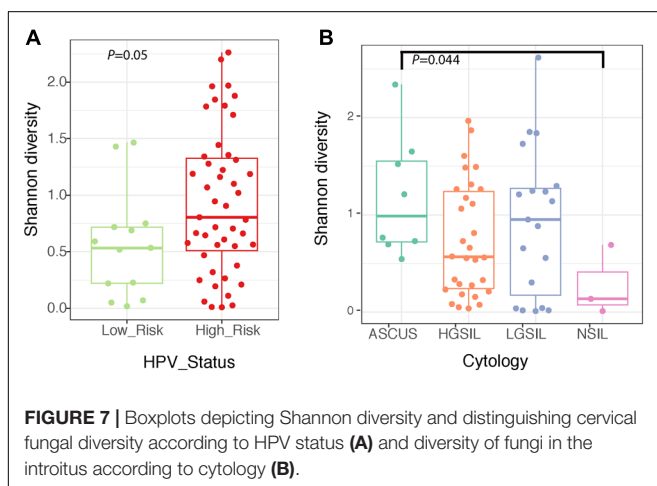 A
P=0.05
Shannon diversity
2.0
1.5
1.0
0.5
0.0
Low_Risk High_Risk
HPV_Status
B
P=0.044
Shannon diversity
2
1
0
ASCUS HGSIL LGSIL NSIL
Cytology
FIGURE 7 | Boxplots depicting Shannon diversity and distinguishing cervical
fungal diversity according to HPV status (A) and diversity of fungi in the
introitus according to cytology (B).